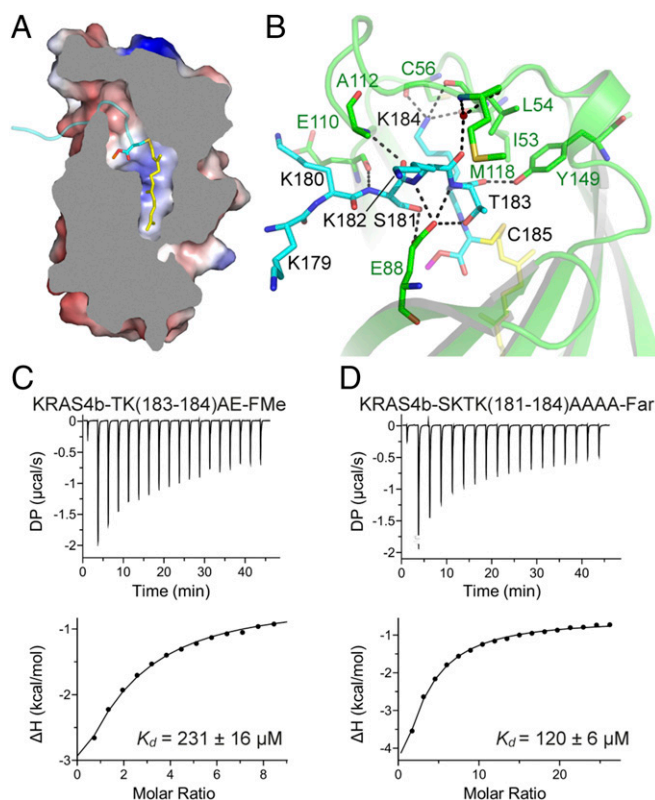 A
B
C56
A112
K184
L54
E110
I53
K180
M118
Y149
K182
S181
T183
K179
C185
E88
C
D
KRAS4b-TK(183-184)AE-FMe
KRAS4b-SKTK(181-184)AAAA-Far
0
-0.5
-1
-1.5
-2
DP (μcal/s)
0 10 20 30 40
Time (min)
0
-0.5
-1
-1.5
-2
DP (μcal/s)
0 10 20 30 40
Time (min)
-1
-2
-3
ΔH (kcal/mol)
Kd = 231 ± 16 μM
0 2 4 6 8
Molar Ratio
-1
-2
-3
-4
ΔH (kcal/mol)
Kd = 120 ± 6 μM
0 10 20
Molar Ratio